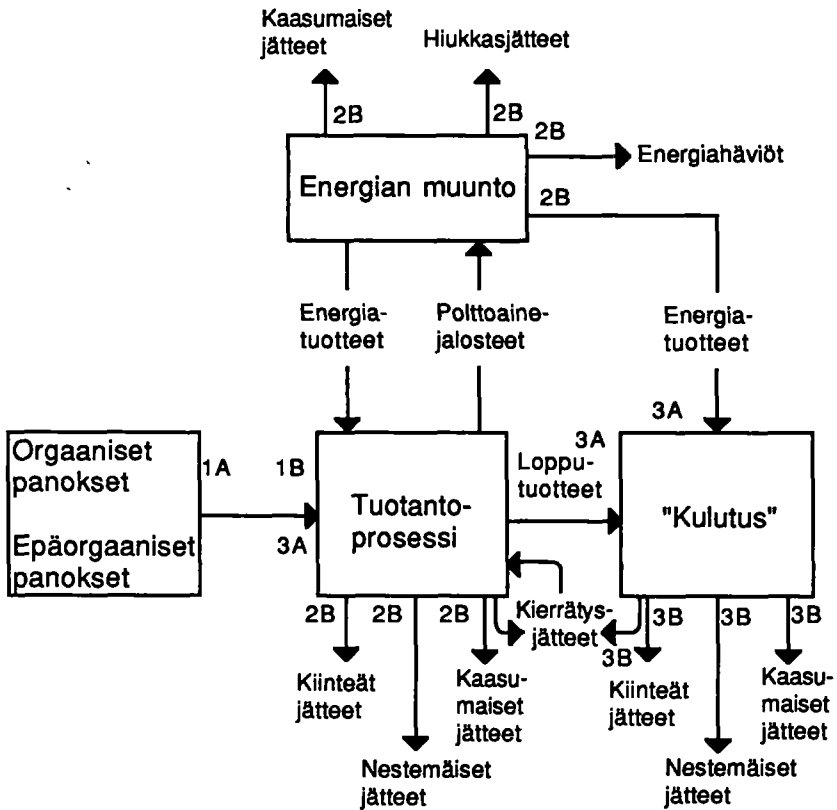 Kaasumaiset
jätteet
Hiukkasjätteet
2B
2B
2B
Energiahäviöt
Energian muunto
2B
Energia-
tuotteet
Polttoaine-
jalosteet
Energia-
tuotteet
3A
Orgaaniset
panokset
Epäorgaaniset
panokset
1A
1B
3A
Tuotanto-
prosessi
3A
Loppu-
tuotteet
"Kulutus"
2B
2B
2B
Kierrätys-
jätteet
3B
3B
3B
3B
Kiinteät
jätteet
Kaasu-
maiset
jätteet
Nestemäiset
jätteet
Kiinteät
jätteet
Kaasu-
maiset
jätteet
Nestemäiset
jätteet